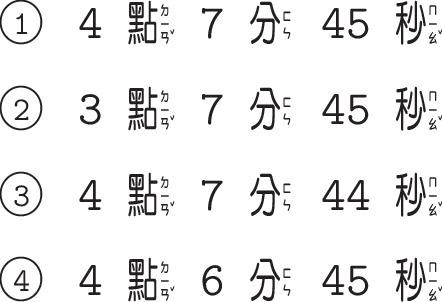 ① 4 點ㄉㄧㄢˇ 7 分ㄈㄣ 45 秒ㄇㄧㄠˇ
② 3 點ㄉㄧㄢˇ 7 分ㄈㄣ 45 秒ㄇㄧㄠˇ
③ 4 點ㄉㄧㄢˇ 7 分ㄈㄣ 44 秒ㄇㄧㄠˇ
④ 4 點ㄉㄧㄢˇ 6 分ㄈㄣ 45 秒ㄇㄧㄠˇ